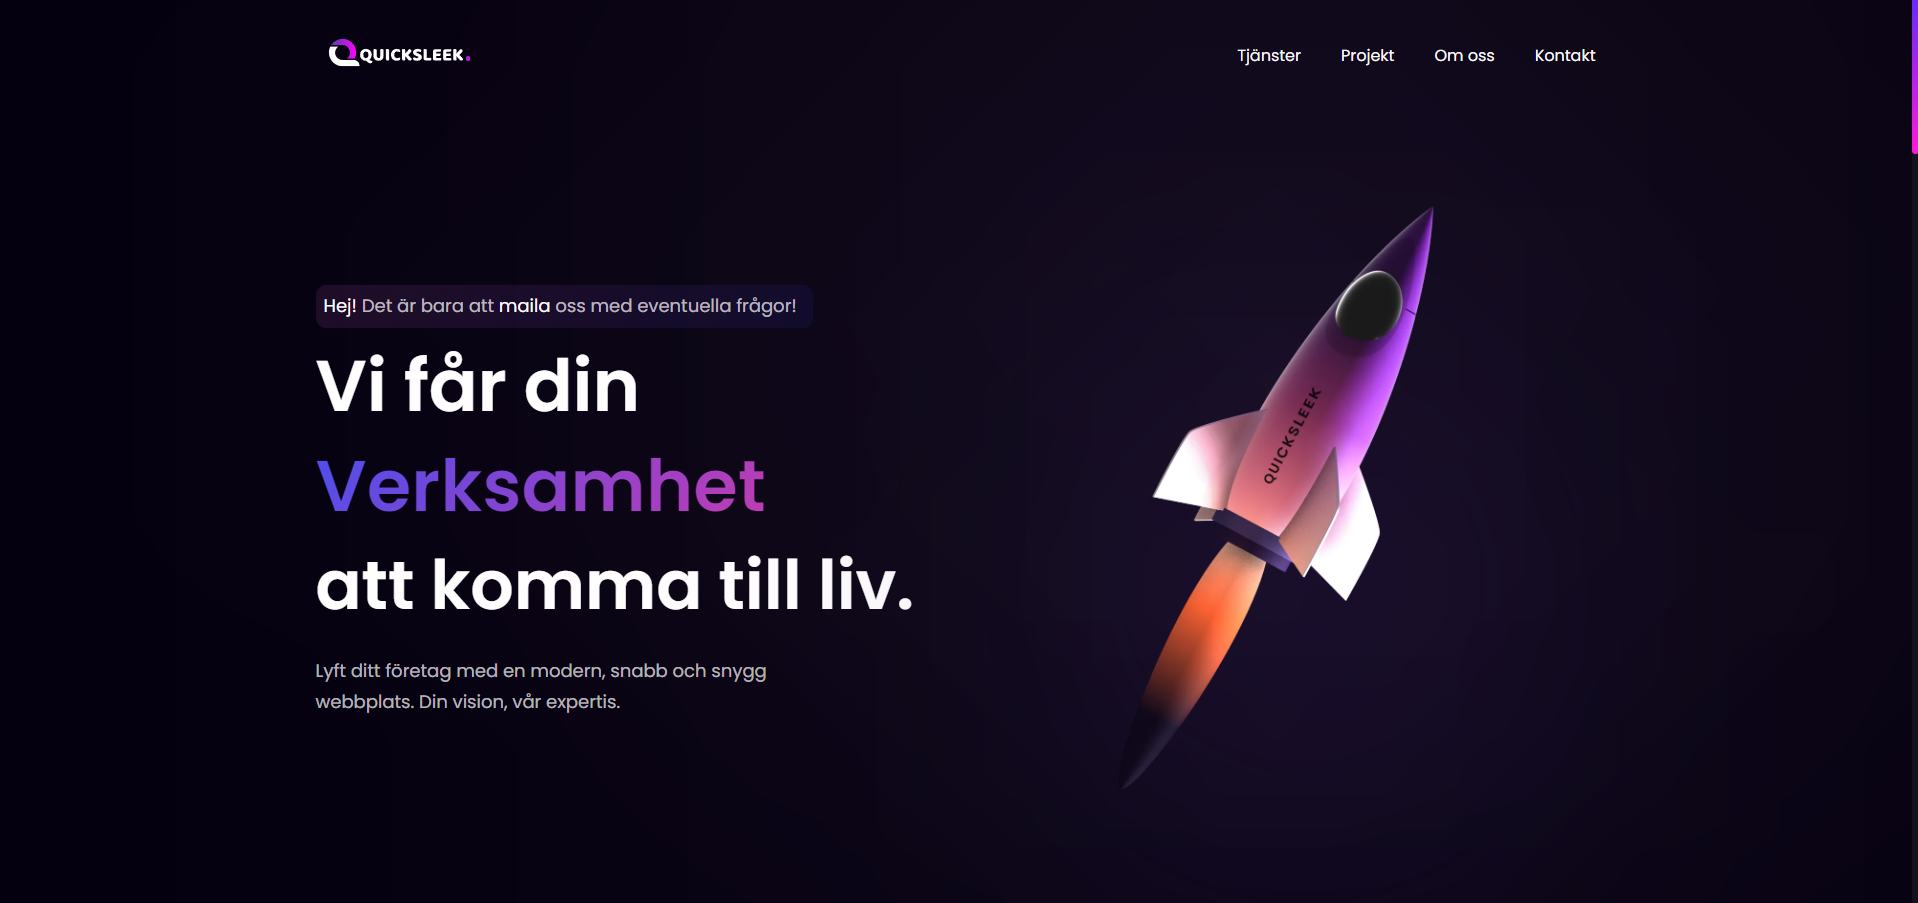 QUICKSLEEK.
Tjänster
Projekt
Om oss
Kontakt
Hej! Det är bara att maila oss med eventuella frågor!
Vi får din
Verksamhet
att komma till liv.
Lyft ditt företag med en modern, snabb och snygg
webbplats. Din vision, vår expertis.
QUICKSLEEK